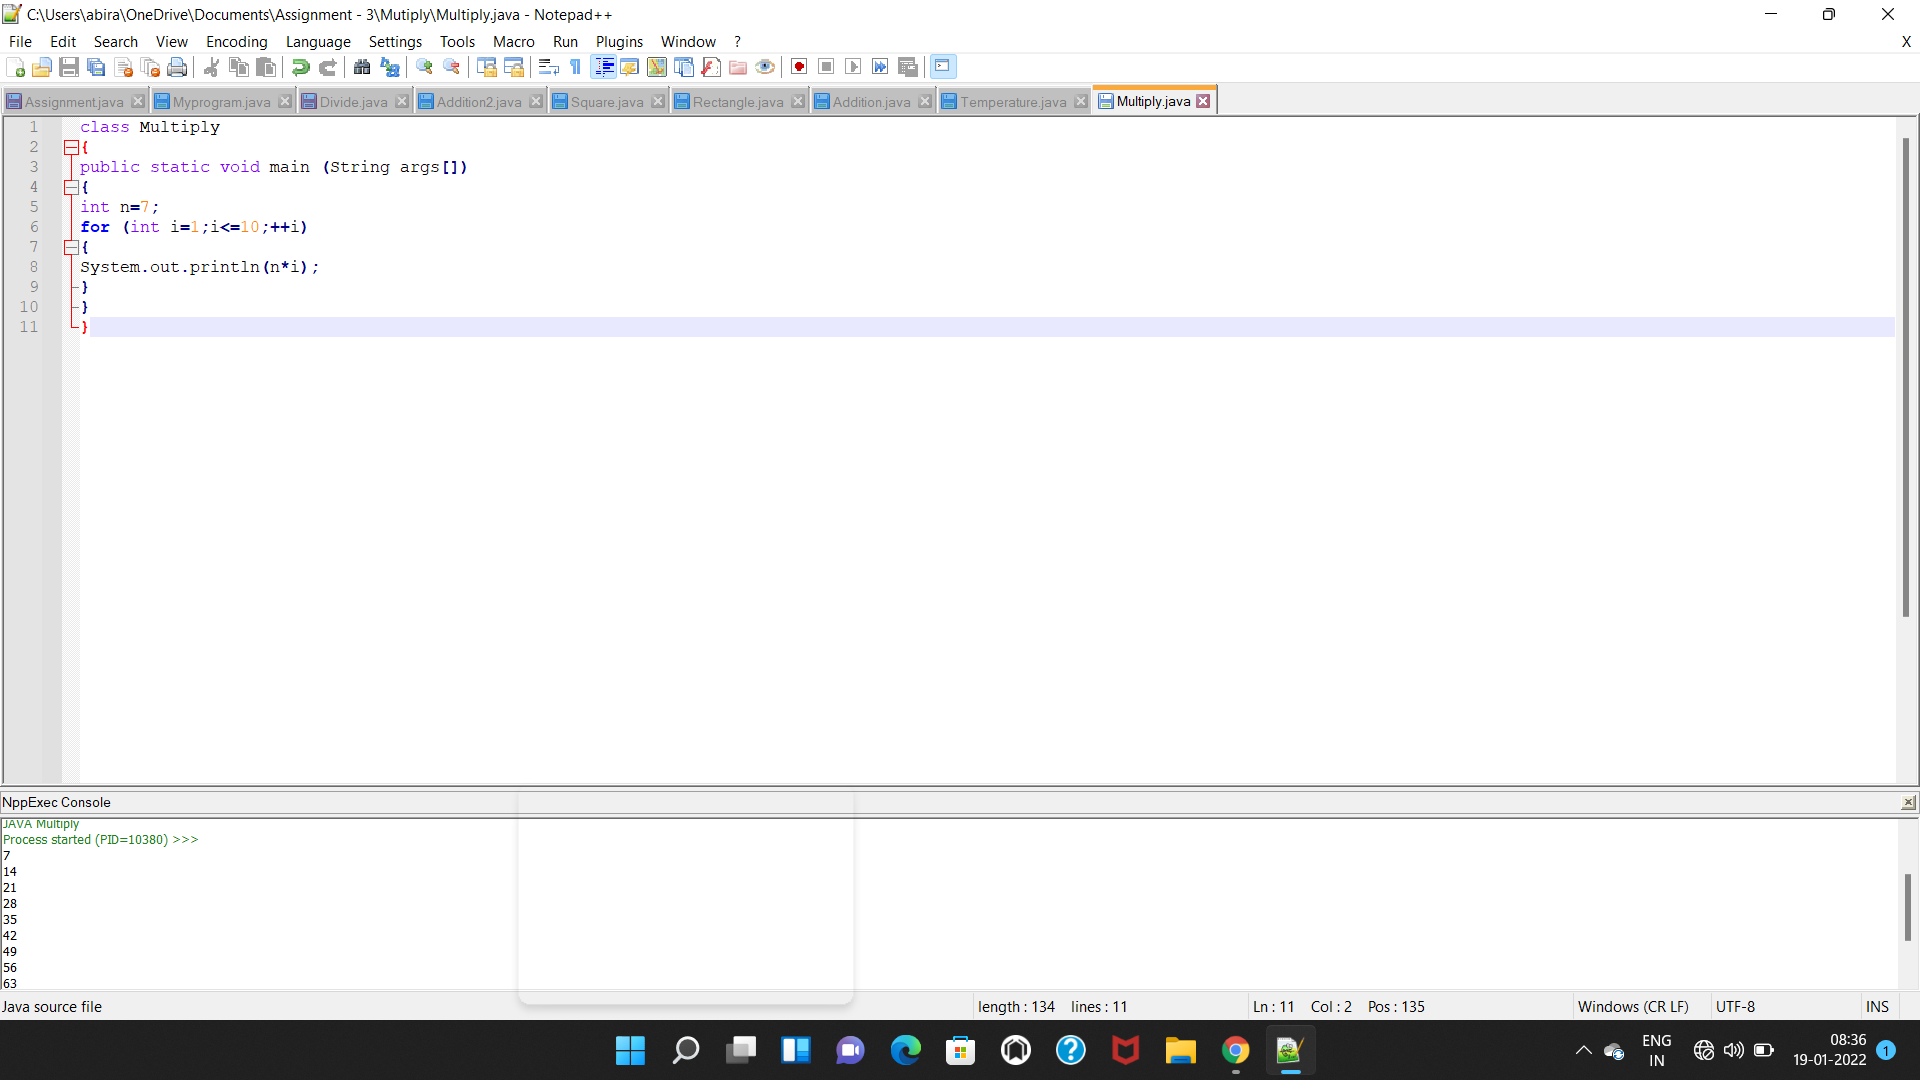 C:\Users\abira\OneDrive\Documents\Assignment - 3\Mutiply\Multiply.java - Notepad++
File Edit Search View Encoding Language Settings Tools Macro Run Plugins Window ? X
Assignment.java Myprogram.java Divide.java Addition2.java Square.java Rectangle.java Addition.java Temperature.java Multiply.java
1 class Multiply
2 {
3 public static void main (String args[])
4 {
5 int n=7;
6 for (int i=1;i<=10;++i)
7 {
8 System.out.println(n*i);
9 }
10 }
11 }
NppExec Console
JAVA Multiply
Process started (PID=10380) >>>
7
14
21
28
35
42
49
56
63
Java source file length : 134 lines : 11 Ln : 11 Col : 2 Pos : 135 Windows (CR LF) UTF-8 INS
ENG
IN
08:36
19-01-2022
1